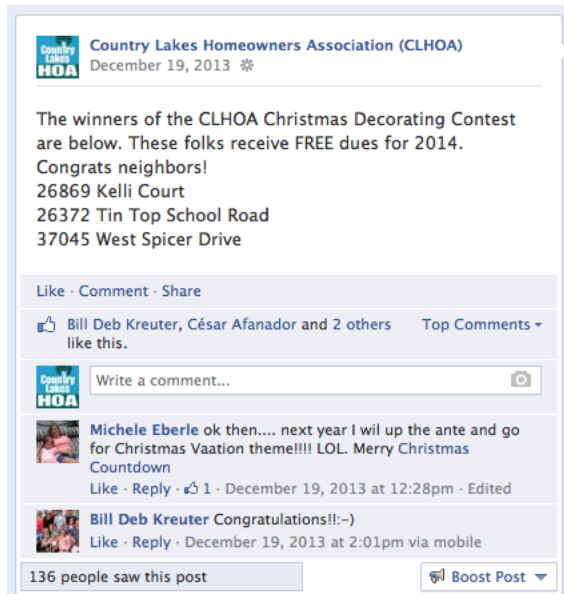 Country Lakes HOA
Country Lakes Homeowners Association (CLHOA)
December 19, 2013
The winners of the CLHOA Christmas Decorating Contest
are below. These folks receive FREE dues for 2014.
Congrats neighbors!
26869 Kelli Court
26372 Tin Top School Road
37045 West Spicer Drive
Like · Comment · Share
Bill Deb Kreuter, César Afanador and 2 others
like this.
Top Comments
Country Lakes HOA
Write a comment...
Michele Eberle ok then.... next year I wil up the ante and go
for Christmas Vaation theme!!!! LOL. Merry Christmas
Countdown
Like · Reply · 1 · December 19, 2013 at 12:28pm · Edited
Bill Deb Kreuter Congratulations!!:-)
Like · Reply · December 19, 2013 at 2:01pm via mobile
136 people saw this post
Boost Post